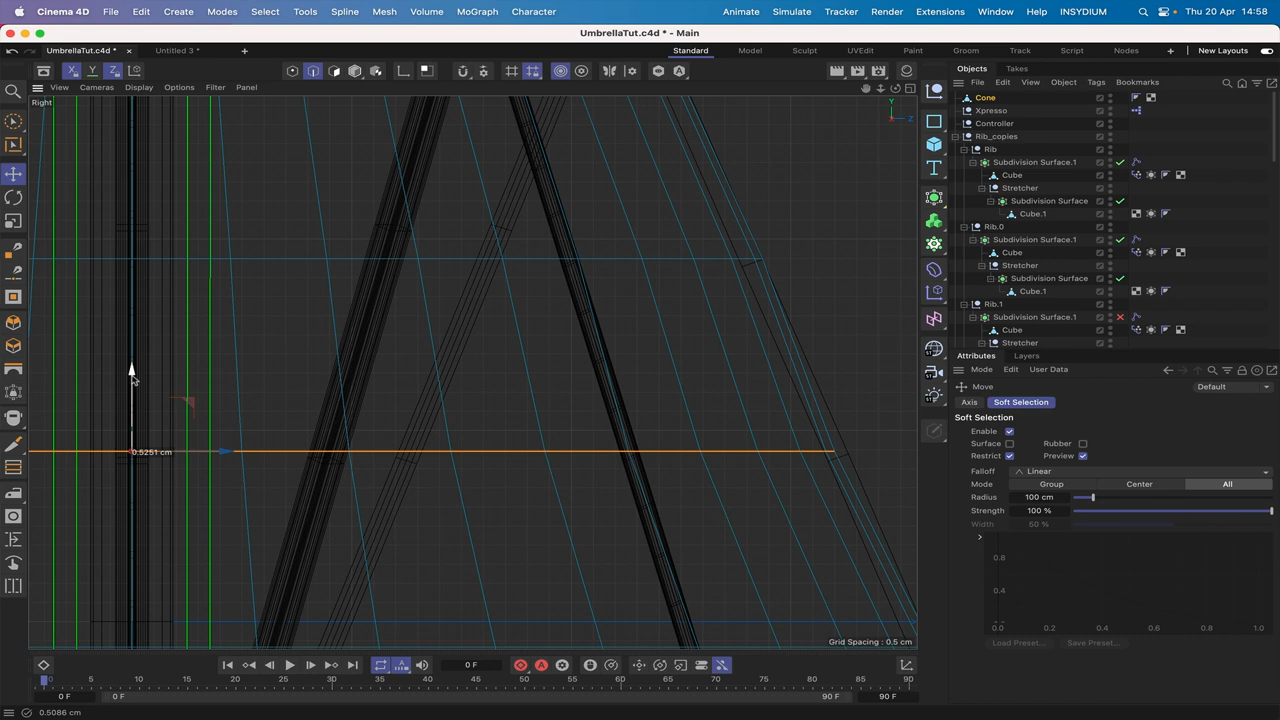 Cinema 4D File Edit Create Modes Select Tools Spline Mesh Volume MoGraph Character Animate Simulate Tracker Render Extensions Window Help INSYDIUM Thu 20 Apr 14:58
UmbrellaTut.c4d * - Main
UmbrellaTut.c4d * × Untitled 3 * + Standard Model Sculpt UVEdit Paint Groom Track Script Nodes + New Layouts
Objects Takes
View Cameras Display Options Filter Panel
File Edit View Object Tags Bookmarks
Right
Y
Z
Cone
Xpresso
Controller
Rib_copies
Rib
Subdivision Surface.1
Cube
Stretcher
Subdivision Surface
Cube.1
Rib.0
Subdivision Surface.1
Cube
Stretcher
Subdivision Surface
Cube.1
Rib.1
Subdivision Surface.1
Cube
Stretcher
Attributes Layers
Mode Edit User Data
Move Default
Axis Soft Selection
Soft Selection
Enable
Surface Rubber
Restrict Preview
Falloff Linear
Mode Group Center All
Radius 100 cm
Strength 100 %
Width 50 %
0.8
0.4
0.0 0.2 0.4 0.6 0.8 1.0
Load Preset... Save Preset...
0.5251 cm
Grid Spacing : 0.5 cm
0 F
0 5 10 15 20 25 30 35 40 45 50 55 60 65 70 75 80 85 90
0 F 0 F 90 F 90 F
0.5086 cm